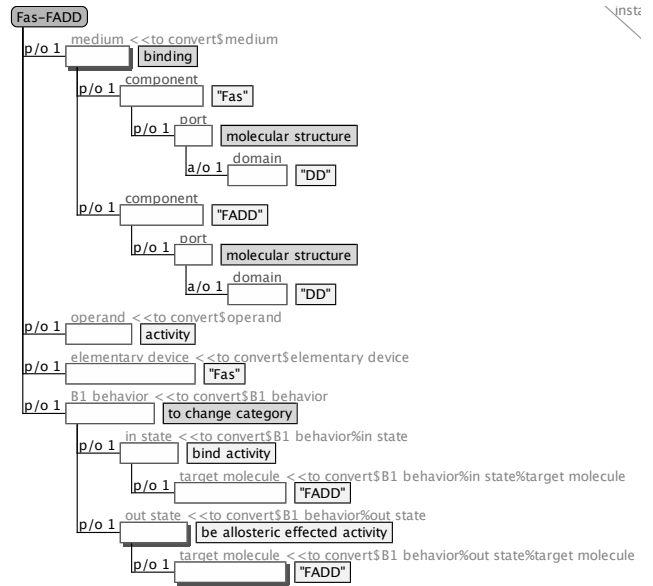 Fas-FADD
insta
medium <<to convert$medium
p/o 1 binding
component
p/o 1 "Fas"
port
p/o 1 molecular structure
domain
a/o 1 "DD"
component
p/o 1 "FADD"
port
p/o 1 molecular structure
domain
a/o 1 "DD"
operand <<to convert$operand
p/o 1 activity
elementary device <<to convert$elementary device
p/o 1 "Fas"
B1 behavior <<to convert$B1 behavior
p/o 1 to change category
in state <<to convert$B1 behavior%in state
p/o 1 bind activity
target molecule <<to convert$B1 behavior%in state%target molecule
p/o 1 "FADD"
out state <<to convert$B1 behavior%out state
p/o 1 be allosteric effected activity
target molecule <<to convert$B1 behavior%out state%target molecule
p/o 1 "FADD"